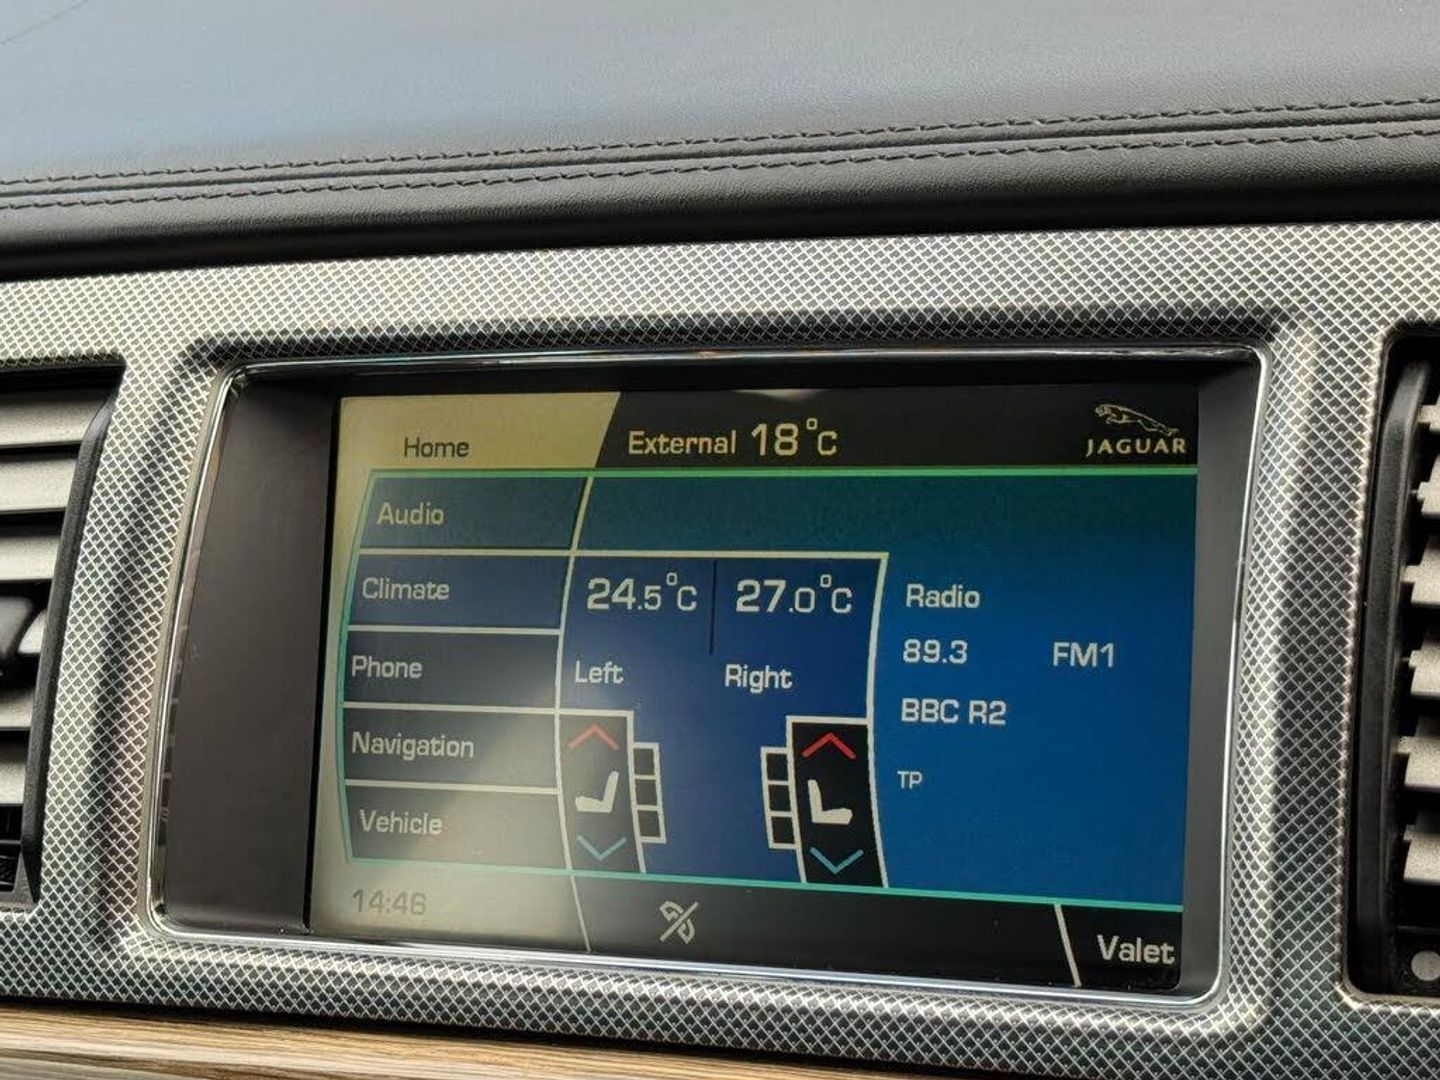 Home
External 18°C
JAGUAR
Audio
Climate
24.5°C
27.0°C
Left
Right
Radio
89.3 FM1
BBC R2
TP
Phone
Navigation
Vehicle
14:46
Valet